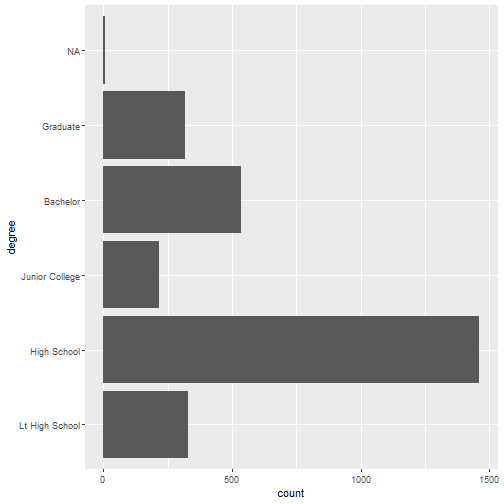 NA
Graduate
Bachelor
Junior College
High School
Lt High School
degree
0 500 1000 1500
count